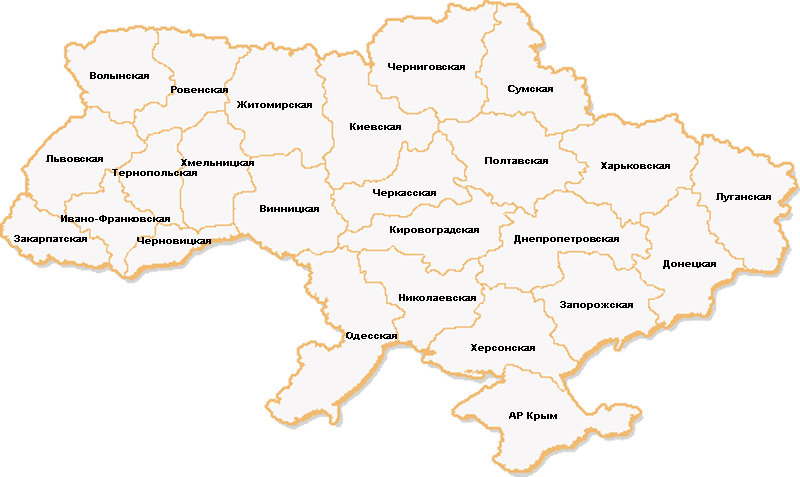 Черниговская
Волынская
Ровенская
Сумская
Житомирская
Киевская
Львовская
Хмельницкая
Полтавская
Харьковская
Тернопольская
Черкасская
Луганская
Винницкая
Ивано-Франковская
Кировоградская
Закарпатская
Черновицкая
Днепропетровская
Донецкая
Николаевская
Запорожская
Одесская
Херсонская
АР Крым